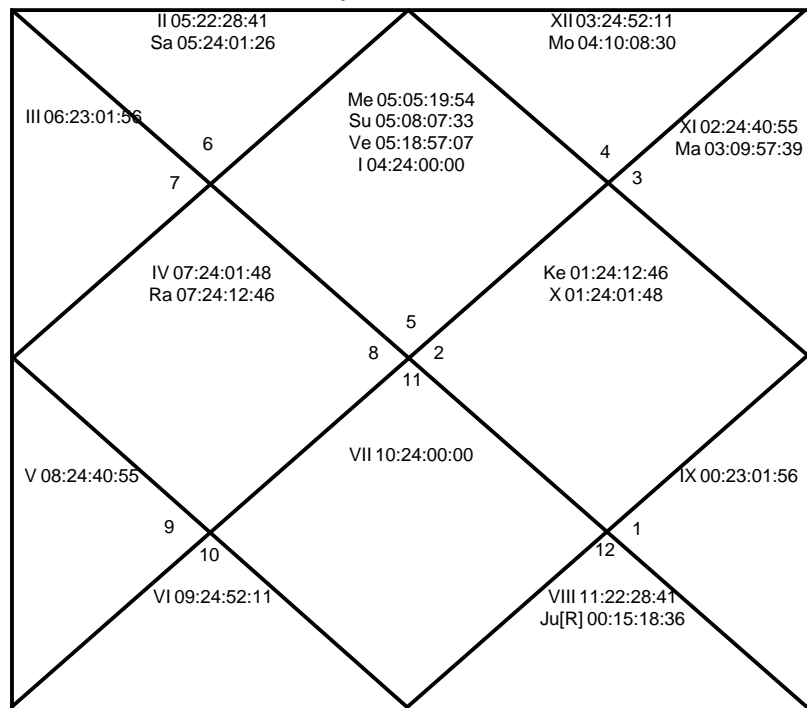 II 05:22:28:41
Sa 05:24:01:26
XII 03:24:52:11
Mo 04:10:08:30
III 06:23:01:56
6
7
Me 05:05:19:54
Su 05:08:07:33
Ve 05:18:57:07
I 04:24:00:00
4
3
XI 02:24:40:55
Ma 03:09:57:39
IV 07:24:01:48
Ra 07:24:12:46
Ke 01:24:12:46
X 01:24:01:48
5
8
2
11
V 08:24:40:55
VII 10:24:00:00
IX 00:23:01:56
9
10
12
1
VI 09:24:52:11
VIII 11:22:28:41
Ju[R] 00:15:18:36